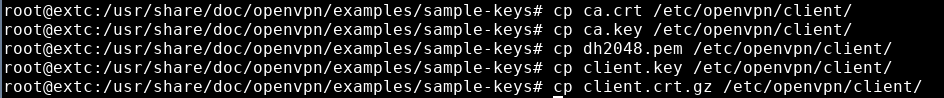 root@extc:/usr/share/doc/openvpn/examples/sample-keys# cp ca.crt /etc/openvpn/client/
root@extc:/usr/share/doc/openvpn/examples/sample-keys# cp ca.key /etc/openvpn/client/
root@extc:/usr/share/doc/openvpn/examples/sample-keys# cp dh2048.pem /etc/openvpn/client/
root@extc:/usr/share/doc/openvpn/examples/sample-keys# cp client.key /etc/openvpn/client/
root@extc:/usr/share/doc/openvpn/examples/sample-keys# cp client.crt.gz /etc/openvpn/client/